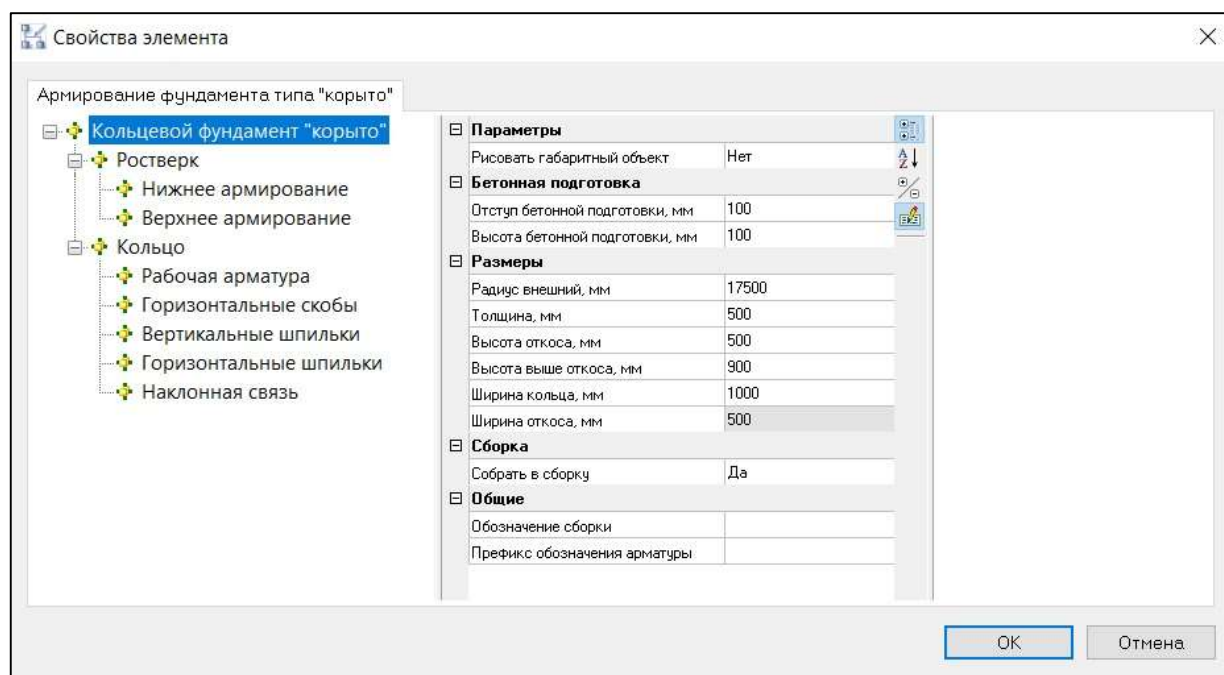 Свойства элемента
Армирование фундамента типа "корыто"
Кольцевой фундамент "корыто"
Ростверк
Нижнее армирование
Верхнее армирование
Кольцо
Рабочая арматура
Горизонтальные скобы
Вертикальные шпильки
Горизонтальные шпильки
Наклонная связь
Параметры
Рисовать габаритный объект Нет
Бетонная подготовка
Отступ бетонной подготовки, мм 100
Высота бетонной подготовки, мм 100
Размеры
Радиус внешний, мм 17500
Толщина, мм 500
Высота откоса, мм 500
Высота выше откоса, мм 900
Ширина кольца, мм 1000
Ширина откоса, мм 500
Сборка
Собрать в сборку Да
Общие
Обозначение сборки
Префикс обозначения арматуры
A
Z
OK Отмена